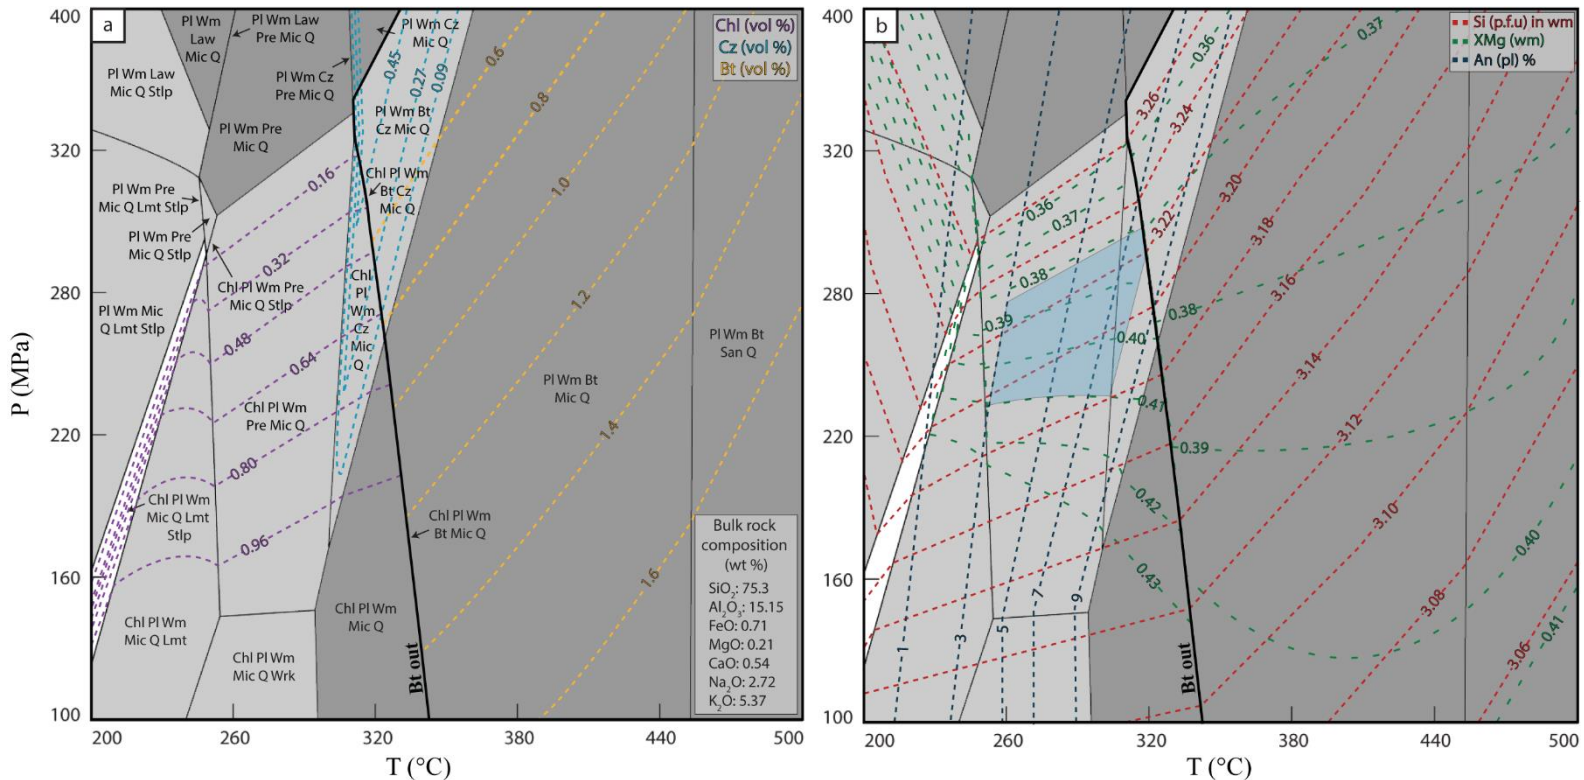 a
Pl Wm
Law
Mic Q
Pl Wm Law
Pre Mic Q
Pl Wm Law
Mic Q Stlp
Pl Wm Cz
Pre Mic Q
Pl Wm Cz
Mic Q
Pl Wm Pre
Mic Q
Pl Wm Bt
Cz Mic Q
Pl Wm Pre
Mic Q Lmt Stlp
Pl Wm Pre
Mic Q Stlp
Chl Pl Wm
Bt Cz
Mic Q
Chl Pl Wm Pre
Mic Q Stlp
Pl Wm Mic
Q Lmt Stlp
Chl
Pl
Wm
Cz
Mic
Q
Chl Pl Wm
Pre Mic Q
Pl Wm Bt
Mic Q
Pl Wm Bt
San Q
Chl Pl Wm
Mic Q Lmt
Stlp
Chl Pl Wm
Bt Mic Q
Chl Pl Wm
Mic Q Lmt
Chl Pl Wm
Mic Q Wrk
Chl Pl Wm
Mic Q
Bt out
Chl (vol %)
Cz (vol %)
Bt (vol %)
0.45
0.27
0.09
0.6
0.8
1.0
1.2
1.4
1.6
0.16
0.32
0.48
0.64
0.80
0.96
Bulk rock
composition
(wt %)
SiO₂: 75.3
Al₂O₃: 15.15
FeO: 0.71
MgO: 0.21
CaO: 0.54
Na₂O: 2.72
K₂O: 5.37
400
320
280
220
160
100
P (MPa)
200
260
320
380
440
500
T (°C)
b
Si (p.f.u) in wm
XMg (wm)
An (pl) %
0.36
0.37
3.26
3.24
3.20
3.22
3.18
3.16
3.14
3.12
3.10
3.08
3.06
0.36
0.37
0.38
0.39
0.40
0.41
0.38
0.39
0.42
0.43
0.40
0.41
1
3
5
7
9
Bt out
400
320
280
220
160
100
200
260
320
380
440
500
T (°C)